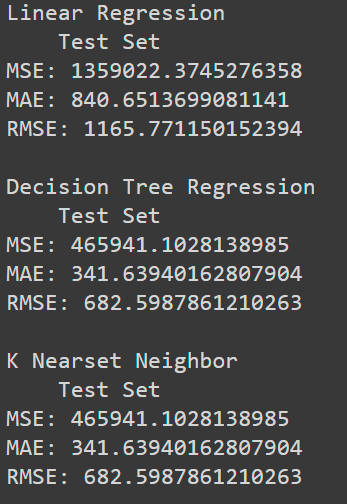 Linear Regression
Test Set
MSE: 1359022.3745276358
MAE: 840.6513699081141
RMSE: 1165.771150152394
Decision Tree Regression
Test Set
MSE: 465941.1028138985
MAE: 341.63940162807904
RMSE: 682.5987861210263
K Nearset Neighbor
Test Set
MSE: 465941.1028138985
MAE: 341.639401628​07904
RMSE: 682.5987861210263